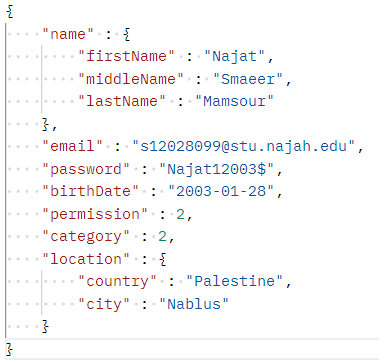 {
"name" : {
"firstName" : "Najat",
"middleName" : "Smaeer",
"lastName" : "Mamsour"
},
"email" : "s12028099@stu.najah.edu",
"password" : "Najat12003$",
"birthDate" : "2003-01-28",
"permission" : 2,
"category" : 2,
"location" : {
"country" : "Palestine",
"city" : "Nablus"
}
}